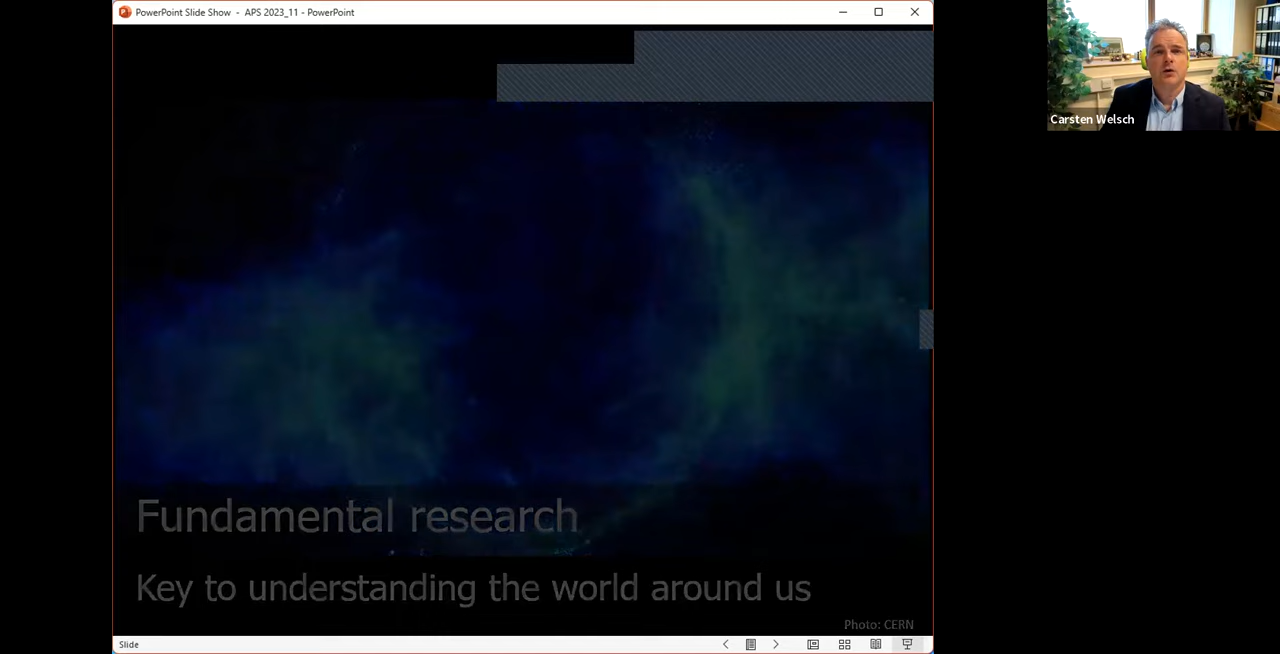 PowerPoint Slide Show - APS 2023_11 - PowerPoint
Carsten Welsch
Fundamental research
Key to understanding the world around us
Photo: CERN
Slide